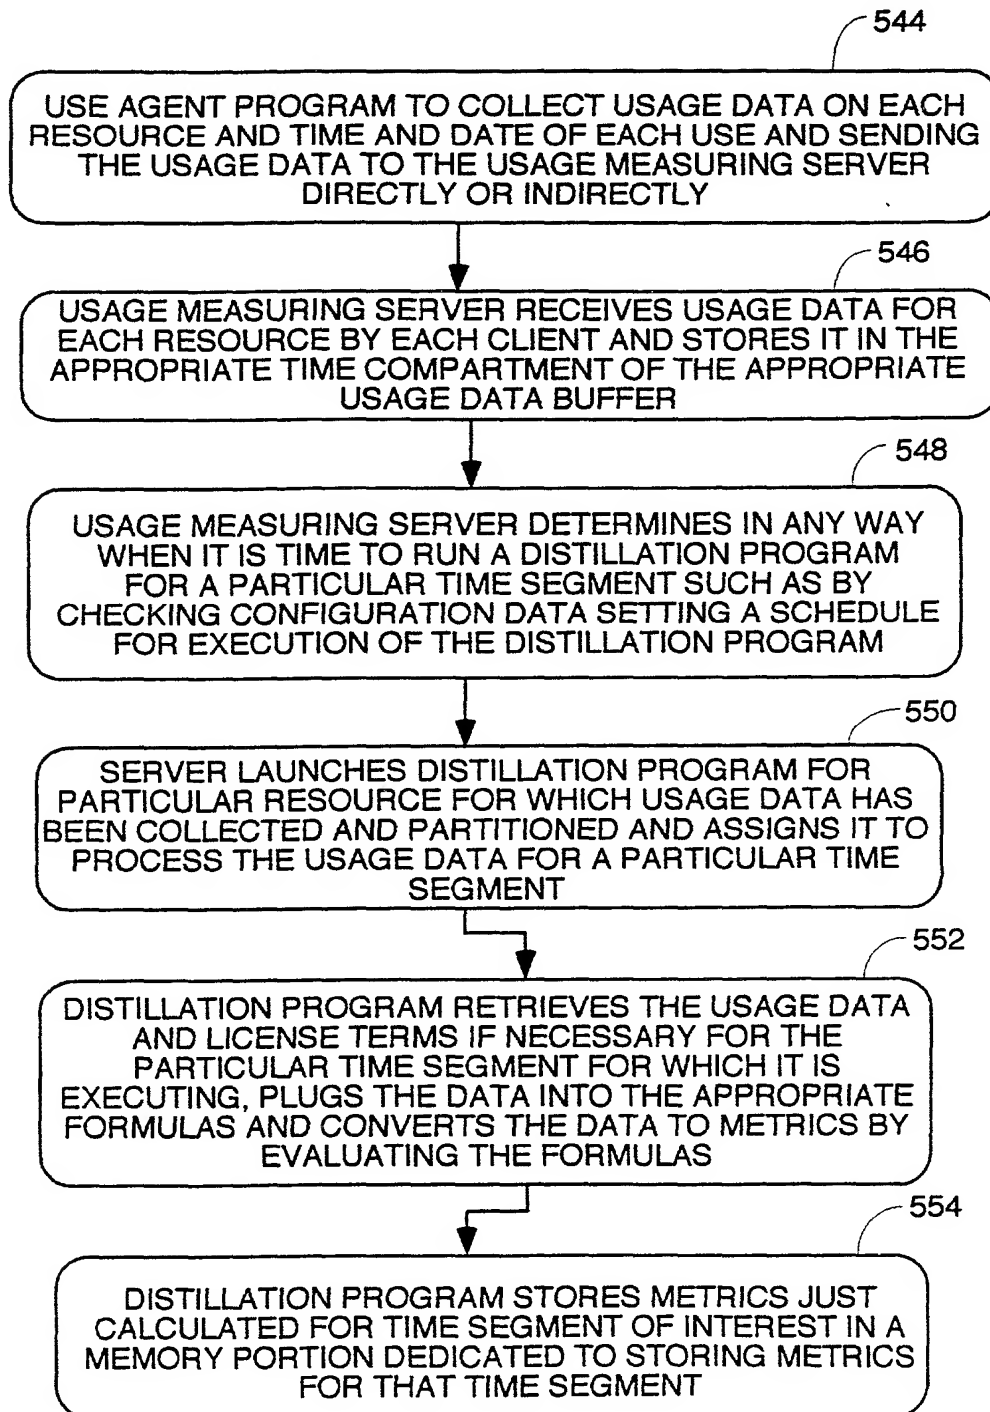 544
USE AGENT PROGRAM TO COLLECT USAGE DATA ON EACH
RESOURCE AND TIME AND DATE OF EACH USE AND SENDING
THE USAGE DATA TO THE USAGE MEASURING SERVER
DIRECTLY OR INDIRECTLY
546
USAGE MEASURING SERVER RECEIVES USAGE DATA FOR
EACH RESOURCE BY EACH CLIENT AND STORES IT IN THE
APPROPRIATE TIME COMPARTMENT OF THE APPROPRIATE
USAGE DATA BUFFER
548
USAGE MEASURING SERVER DETERMINES IN ANY WAY
WHEN IT IS TIME TO RUN A DISTILLATION PROGRAM
FOR A PARTICULAR TIME SEGMENT SUCH AS BY
CHECKING CONFIGURATION DATA SETTING A SCHEDULE
FOR EXECUTION OF THE DISTILLATION PROGRAM
550
SERVER LAUNCHES DISTILLATION PROGRAM FOR
PARTICULAR RESOURCE FOR WHICH USAGE DATA HAS
BEEN COLLECTED AND PARTITIONED AND ASSIGNS IT TO
PROCESS THE USAGE DATA FOR A PARTICULAR TIME
SEGMENT
552
DISTILLATION PROGRAM RETRIEVES THE USAGE DATA
AND LICENSE TERMS IF NECESSARY FOR THE
PARTICULAR TIME SEGMENT FOR WHICH IT IS
EXECUTING, PLUGS THE DATA INTO THE APPROPRIATE
FORMULAS AND CONVERTS THE DATA TO METRICS BY
EVALUATING THE FORMULAS
554
DISTILLATION PROGRAM STORES METRICS JUST
CALCULATED FOR TIME SEGMENT OF INTEREST IN A
MEMORY PORTION DEDICATED TO STORING METRICS
FOR THAT TIME SEGMENT